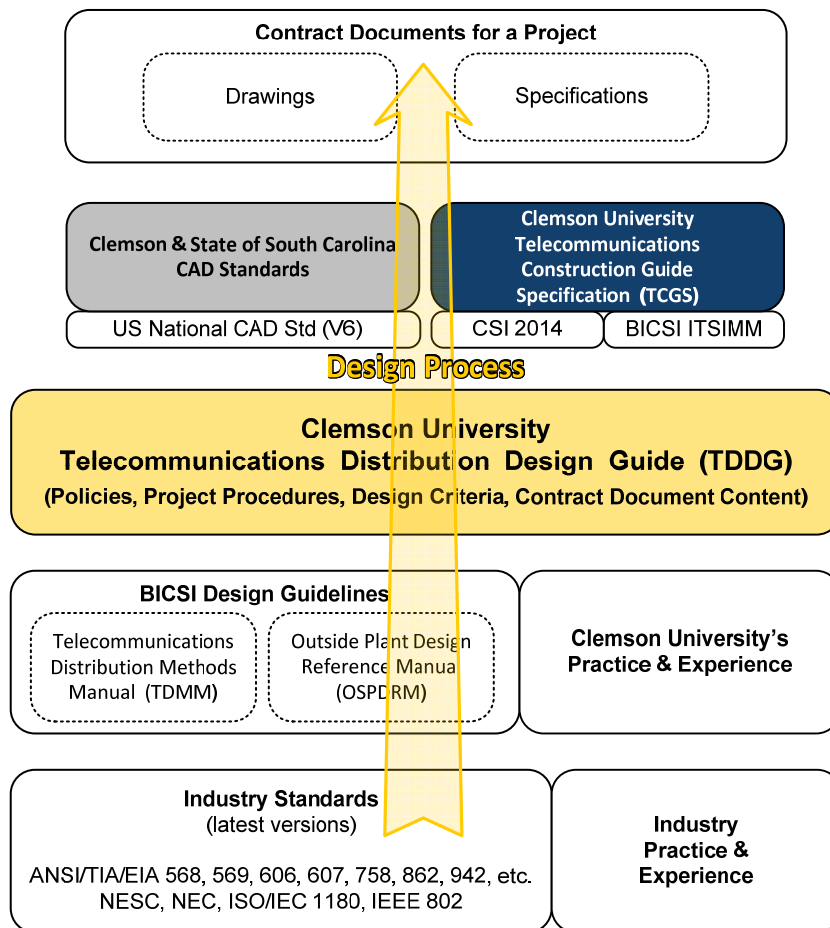 Contract Documents for a Project
Drawings
Specifications
Clemson & State of South Carolina
CAD Standards
Clemson University
Telecommunications
Construction Guide
Specification (TCGS)
US National CAD Std (V6)
CSI 2014
BICSI ITSIMM
Design Process
Clemson University
Telecommunications Distribution Design Guide (TDDG)
(Policies, Project Procedures, Design Criteria, Contract Document Content)
BICSI Design Guidelines
Telecommunications
Distribution Methods
Manual (TDMM)
Outside Plant Design
Reference Manual
(OSPDRM)
Clemson University's
Practice & Experience
Industry Standards
(latest versions)
ANSI/TIA/EIA 568, 569, 606, 607, 758, 862, 942, etc.
NESC, NEC, ISO/IEC 1180, IEEE 802
Industry
Practice &
Experience